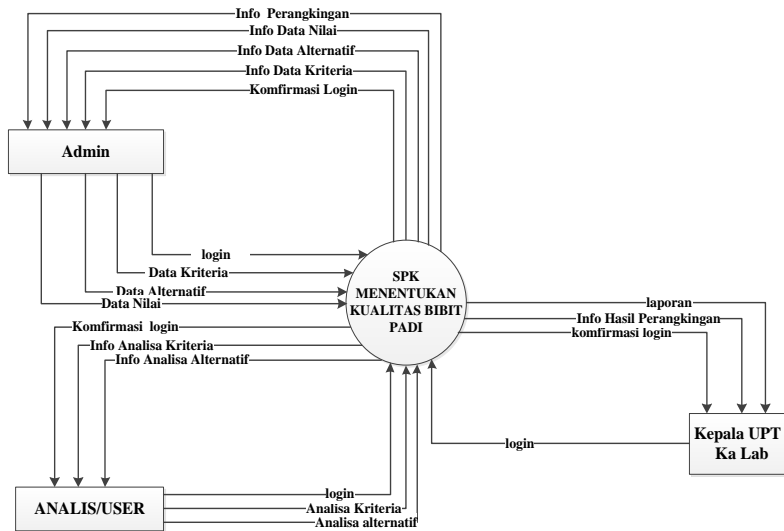 Info Perangkingan
Info Data Nilai
Info Data Alternatif
Info Data Kriteria
Komfirmasi Login
Admin
login
Data Kriteria
Data Alternatif
Data Nilai
SPK
MENENTUKAN
KUALITAS BIBIT
PADI
laporan
Info Hasil Perangkingan
komfirmasi login
Komfirmasi login
Info Analisa Kriteria
Info Analisa Alternatif
Kepala UPT
Ka Lab
login
ANALIS/USER
login
Analisa Kriteria
Analisa alternatif